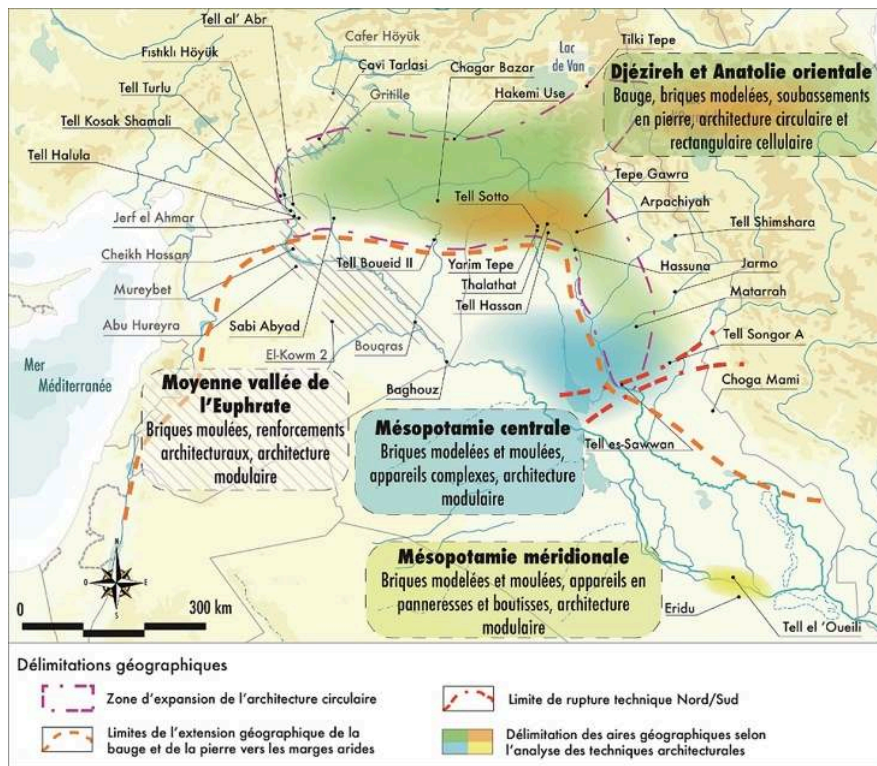 Tell al' Abr
Cafer Höyük
Lac
de Van
Tilki Tepe
Fıstıklı Höyük
Çavi Tarlasi
Chagar Bazar
Djézireh et Anatolie orientale
Bauge, briques modelées, soubassements
en pierre, architecture circulaire et
rectangulaire cellulaire
Tell Turlu
Gritille
Hakemi Use
Tell Kosak Shamali
Tell Halula
Tepe Gawra
Tell Sotto
Arpachiyah
Jerf el Ahmar
Tell Shimshara
Cheikh Hassan
Tell Boueid II
Yarim Tepe
Hassuna
Jarmo
Mureybet
Thalathat
Matarrah
Abu Hureyra
Sabi Abyad
Tell Hassan
Bouqras
Tell Songor A
El-Kowm 2
Mer
Méditerranée
Moyenne vallée de
l'Euphrate
Briques moulées, renforcements
architecturaux, architecture
modulaire
Baghouz
Choga Mami
Mésopotamie centrale
Briques modelées et moulées,
appareils complexes, architecture
modulaire
Tell es-Sawwan
Mésopotamie méridionale
Briques modelées et moulées, appareils en
panneresses et boutisses, architecture
modulaire
Eridu
Tell el 'Oueili
N
O
E
S
0
300 km
Délimitations géographiques
Zone d'expansion de l'architecture circulaire
Limite de rupture technique Nord/Sud
Limites de l'extension géographique de la
bauge et de la pierre vers les marges arides
Délimitation des aires géographiques selon
l'analyse des techniques architecturales